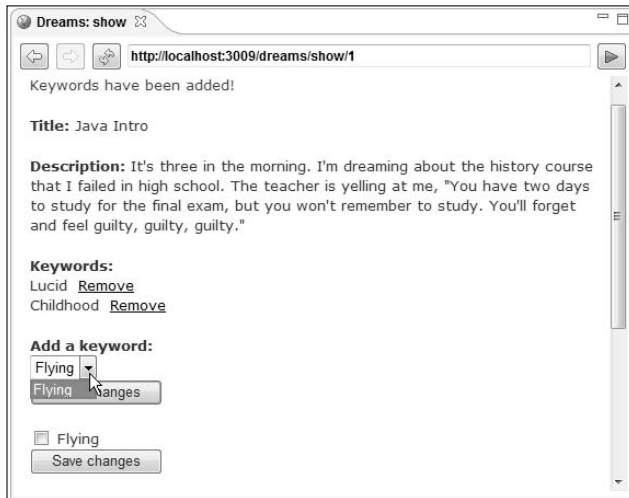 Dreams: show
http://localhost:3009/dreams/show/1
Keywords have been added!
Title: Java Intro
Description: It's three in the morning. I'm dreaming about the history course
that I failed in high school. The teacher is yelling at me, "You have two days
to study for the final exam, but you won't remember to study. You'll forget
and feel guilty, guilty, guilty."
Keywords:
Lucid Remove
Childhood Remove
Add a keyword:
Flying
Flying anges
Flying
Save changes